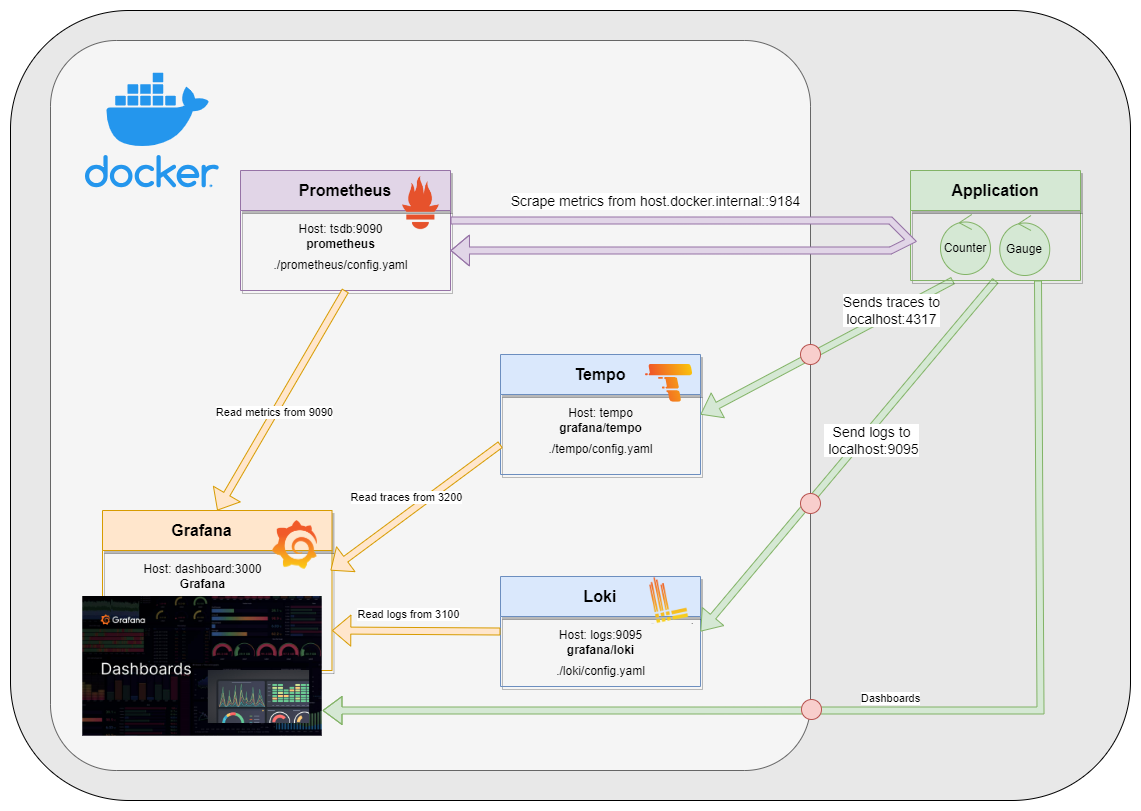 docker
Prometheus
Host: tsdb:9090
prometheus
./prometheus/config.yaml
Scrape metrics from host.docker.internal::9184
Application
Counter
Gauge
Sends traces to
localhost:4317
Tempo
Host: tempo
grafana/tempo
./tempo/config.yaml
Read metrics from 9090
Send logs to
localhost:9095
Read traces from 3200
Grafana
Host: dashboard:3000
Grafana
Loki
Host: logs:9095
grafana/loki
./loki/config.yaml
Read logs from 3100
Grafana
Dashboards
Dashboards